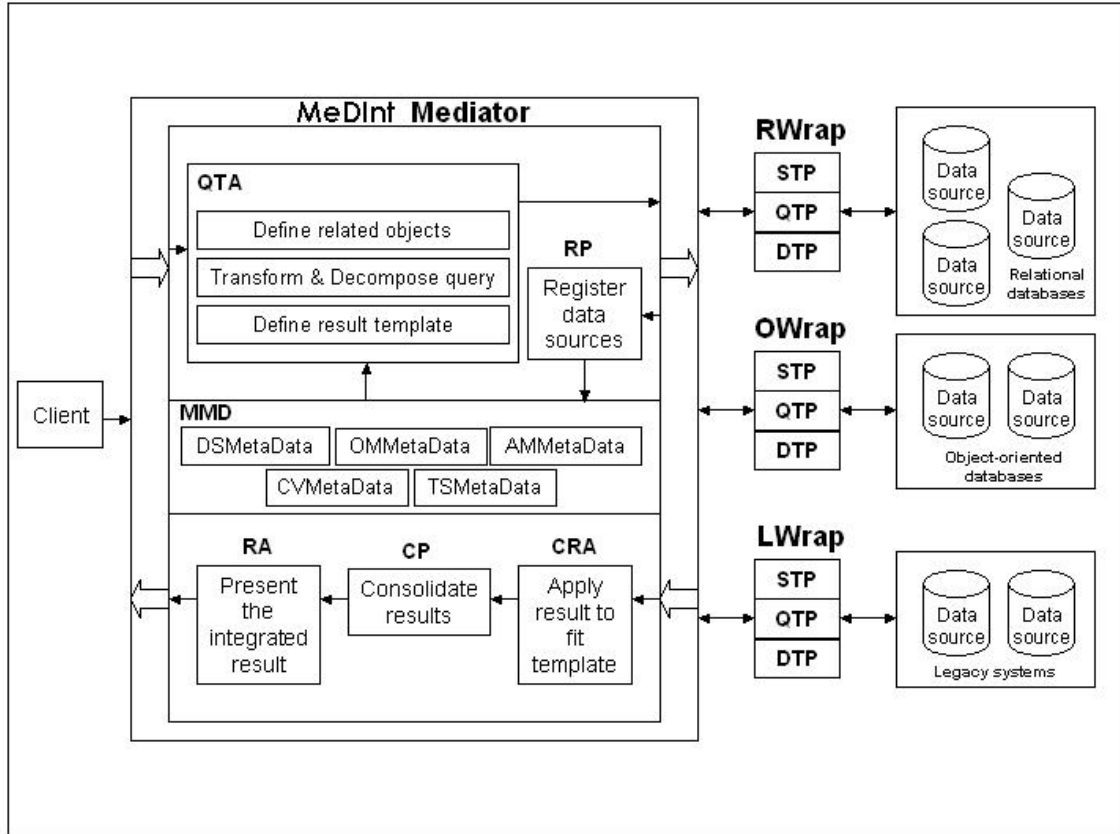 MeDInt Mediator
QTA
Define related objects
Transform & Decompose query
Define result template
RP
Register
data
sources
Client
MMD
DSMetaData
OMMetaData
AMMetaData
CVMetaData
TSMetaData
RA
Present
the
integrated
result
CP
Consolidate
results
CRA
Apply
result to
fit
template
RWrap
STP
QTP
DTP
Data
source
Data
source
Data
source
Relational
databases
OWrap
STP
QTP
DTP
Data
source
Data
source
Object-oriented
databases
LWrap
STP
QTP
DTP
Data
source
Data
source
Legacy systems